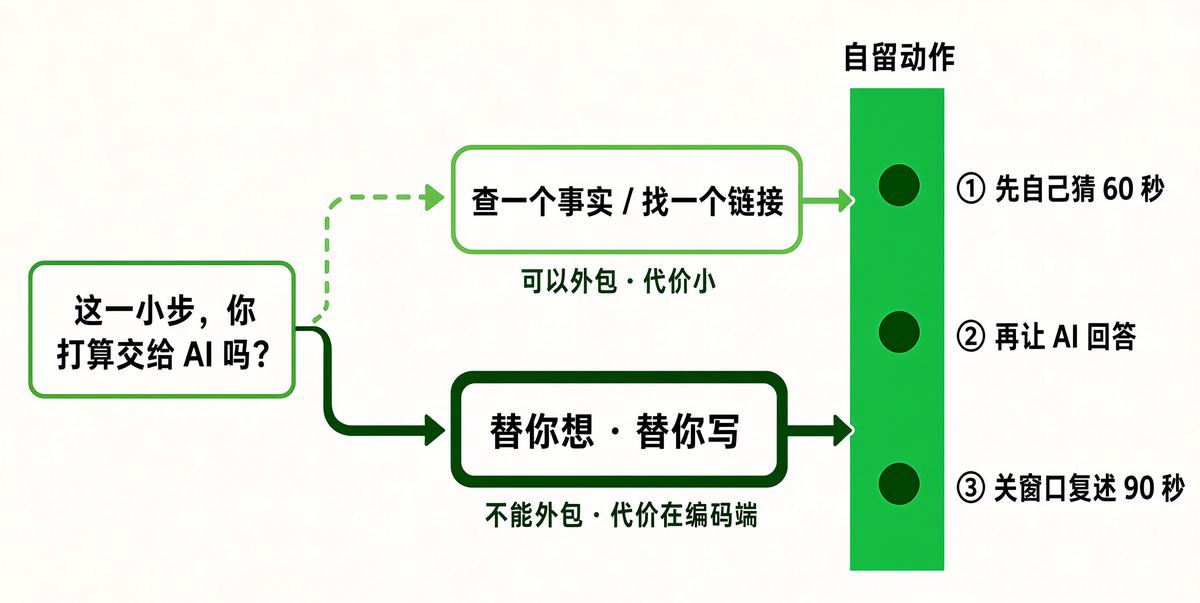 自留动作
查一个事实 / 找一个链接
可以外包 · 代价小
这一小步，你
打算交给 AI 吗？
替你想 · 替你写
不能外包 · 代价在编码端
① 先自己猜 60 秒
② 再让 AI 回答
③ 关窗口复述 90 秒